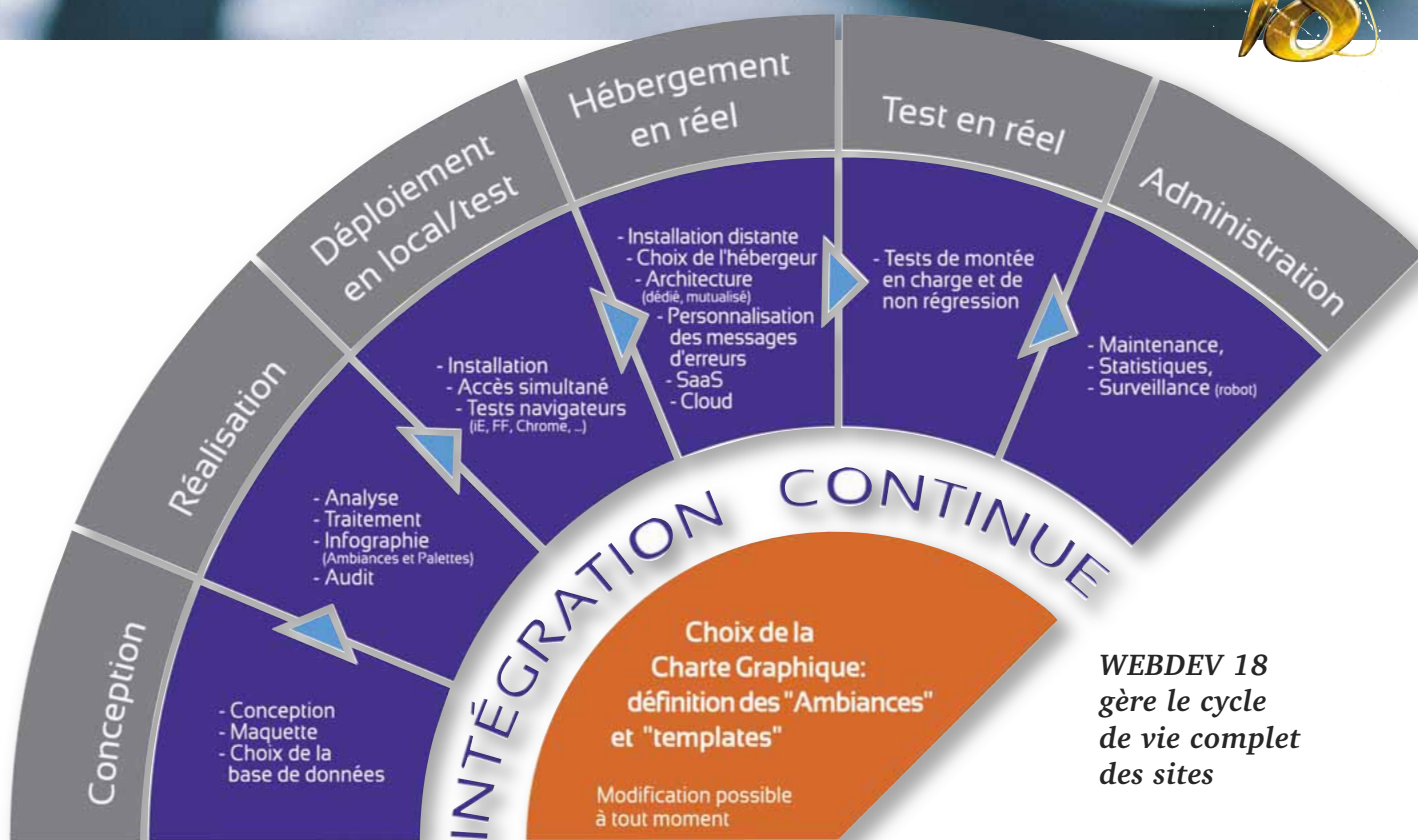 Conception
Réalisation
Déploiement
en local/test
Hébergement
en réel
Test en réel
Administration
- Conception
- Maquette
- Choix de la
base de données
- Analyse
- Traitement
- Infographie
(Ambiances et Palettes)
- Audit
- Installation
- Accès simultané
- Tests navigateurs
(iE, FF, Chrome, ...)
- Installation distante
- Choix de l'hébergeur
- Architecture
(dédié, mutualisé)
- Personnalisation
des messages
d'erreurs
- SaaS
- Cloud
- Tests de montée
en charge et de
non régression
- Maintenance,
- Statistiques,
- Surveillance (robot)
INTÉGRATION CONTINUE
Choix de la
Charte Graphique:
définition des "Ambiances"
et "templates"
Modification possible
à tout moment
WEBDEV 18
gère le cycle
de vie complet
des sites